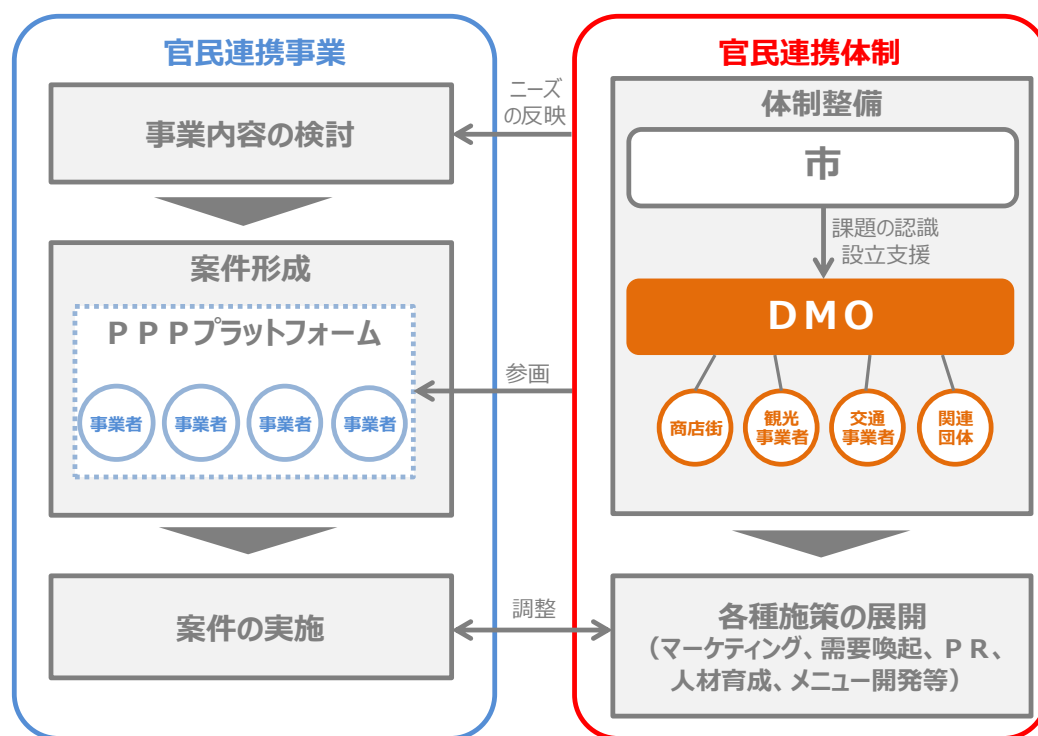 官民連携事業
事業内容の検討
案件形成
ＰＰＰプラットフォーム
事業者
事業者
事業者
事業者
案件の実施
ニーズ
の反映
参画
調整
官民連携体制
体制整備
市
課題の認識
設立支援
ＤＭＯ
商店街
観光
事業者
交通
事業者
関連
団体
各種施策の展開
（マーケティング、需要喚起、ＰＲ、
人材育成、メニュー開発等）